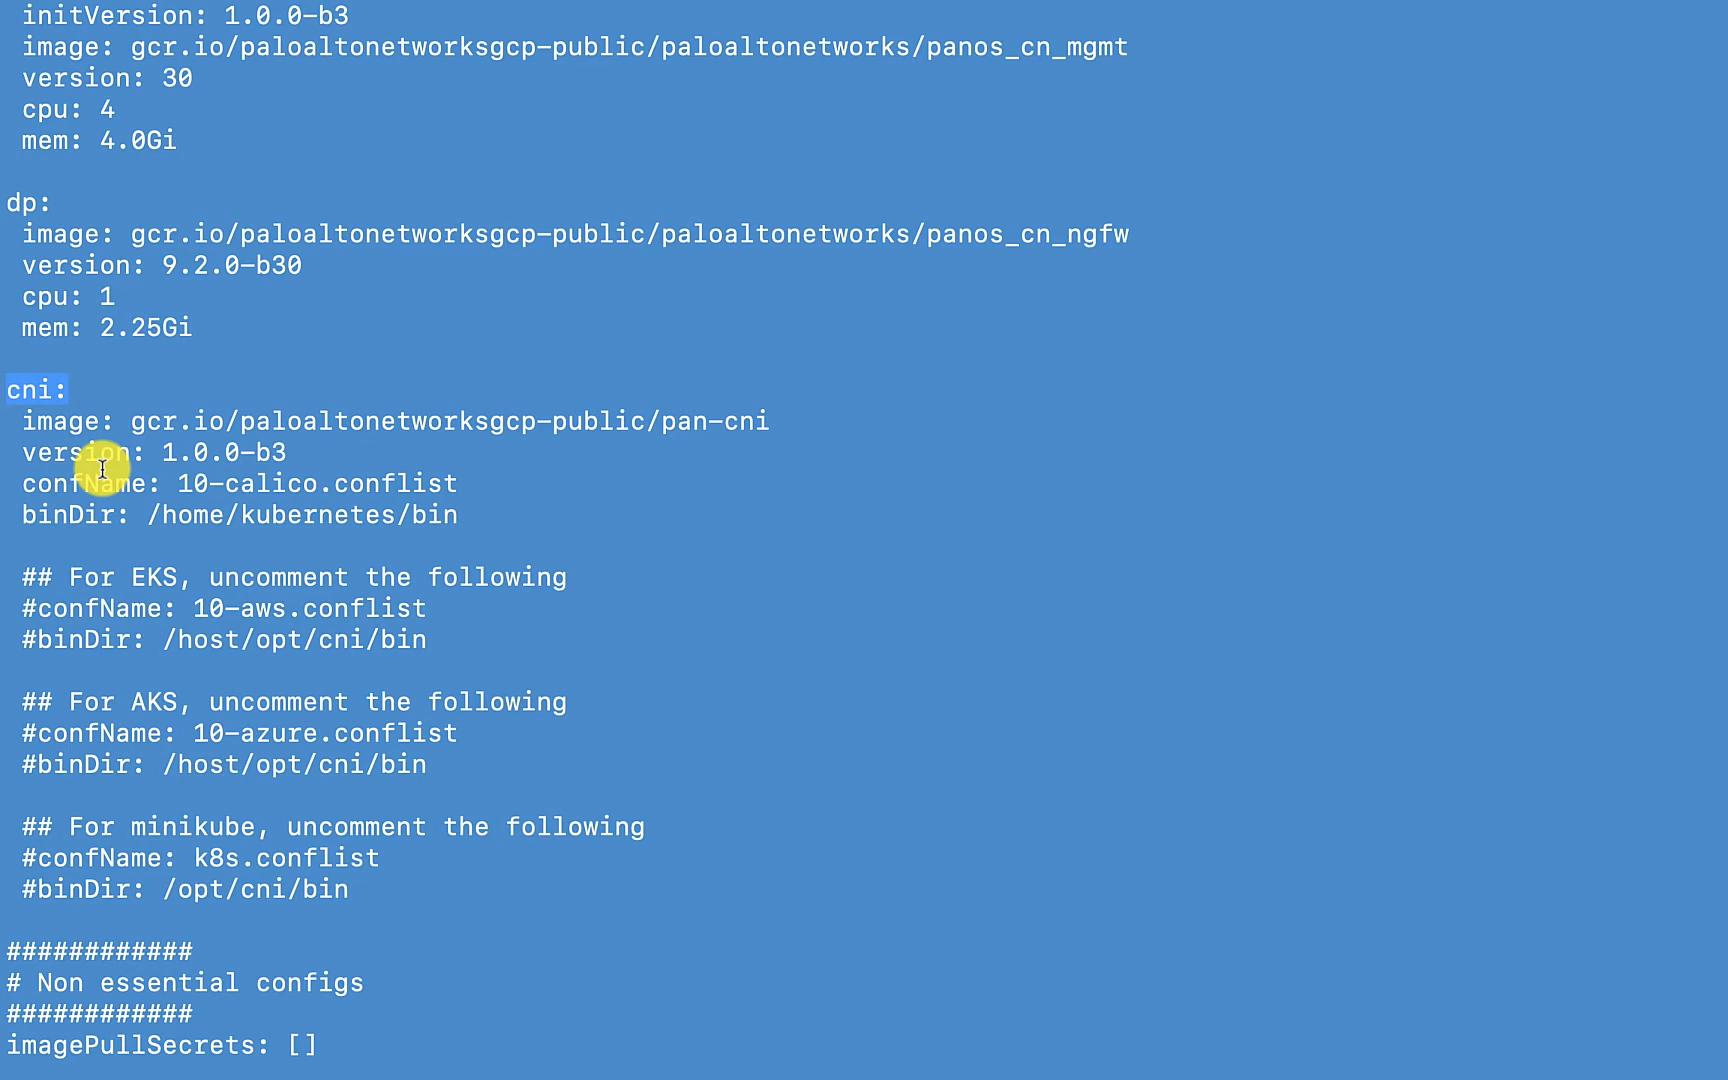 initVersion: 1.0.0-b3
image: gcr.io/paloaltonetworksgcp-public/paloaltonetworks/panos_cn_mgmt
version: 30
cpu: 4
mem: 4.0Gi
dp:
image: gcr.io/paloaltonetworksgcp-public/paloaltonetworks/panos_cn_ngfw
version: 9.2.0-b30
cpu: 1
mem: 2.25Gi
cni:
image: gcr.io/paloaltonetworksgcp-public/pan-cni
version: 1.0.0-b3
confName: 10-calico.conflist
binDir: /home/kubernetes/bin
## For EKS, uncomment the following
#confName: 10-aws.conflist
#binDir: /host/opt/cni/bin
## For AKS, uncomment the following
#confName: 10-azure.conflist
#binDir: /host/opt/cni/bin
## For minikube, uncomment the following
#confName: k8s.conflist
#binDir: /opt/cni/bin
############
# Non essential configs
############
imagePullSecrets: []